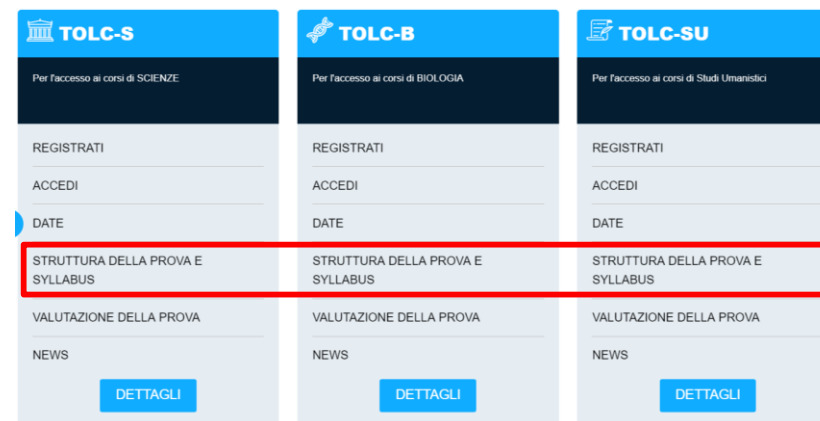 TOLC-S
Per l'accesso ai corsi di SCIENZE
REGISTRATI
ACCEDI
DATE
STRUTTURA DELLA PROVA E
SYLLABUS
VALUTAZIONE DELLA PROVA
NEWS
DETTAGLI
TOLC-B
Per l'accesso ai corsi di BIOLOGIA
REGISTRATI
ACCEDI
DATE
STRUTTURA DELLA PROVA E
SYLLABUS
VALUTAZIONE DELLA PROVA
NEWS
DETTAGLI
TOLC-SU
Per l'accesso ai corsi di Studi Umanistici
REGISTRATI
ACCEDI
DATE
STRUTTURA DELLA PROVA E
SYLLABUS
VALUTAZIONE DELLA PROVA
NEWS
DETTAGLI